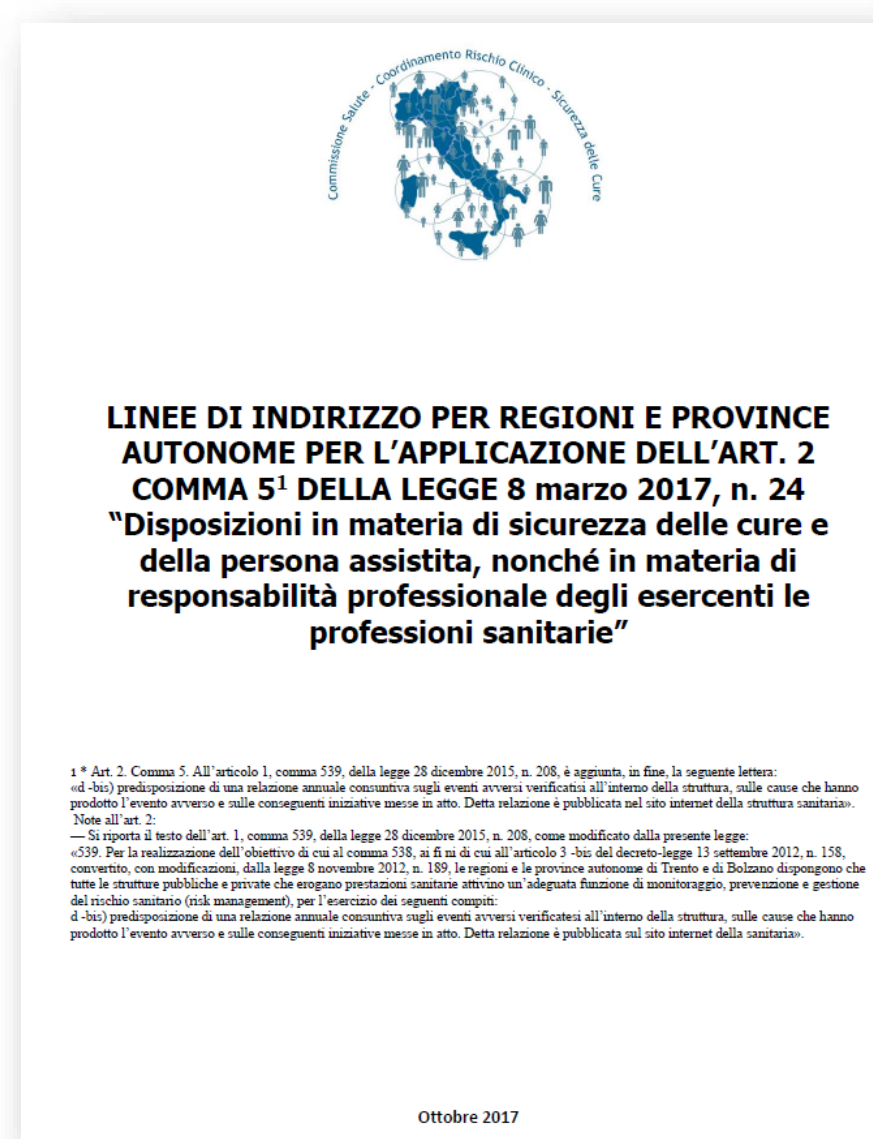 Commissione Salute - Coordinamento Rischio Clinico - Sicurezza delle Cure
LINEE DI INDIRIZZO PER REGIONI E PROVINCE
AUTONOME PER L’APPLICAZIONE DELL’ART. 2
COMMA 5¹ DELLA LEGGE 8 marzo 2017, n. 24
“Disposizioni in materia di sicurezza delle cure e
della persona assistita, nonché in materia di
responsabilità professionale degli esercenti le
professioni sanitarie”
1 * Art. 2. Comma 5. All’articolo 1, comma 539, della legge 28 dicembre 2015, n. 208, è aggiunta, in fine, la seguente lettera:
«d -bis) predisposizione di una relazione annuale consuntiva sugli eventi avversi verificatisi all’interno della struttura, sulle cause che hanno
prodotto l’evento avverso e sulle conseguenti iniziative messe in atto. Detta relazione è pubblicata nel sito internet della struttura sanitaria».
Note all’art. 2:
— Si riporta il testo dell’art. 1, comma 539, della legge 28 dicembre 2015, n. 208, come modificato dalla presente legge:
«539. Per la realizzazione dell’obiettivo di cui al comma 538, ai fi ni di cui all’articolo 3 -bis del decreto-legge 13 settembre 2012, n. 158,
convertito, con modificazioni, dalla legge 8 novembre 2012, n. 189, le regioni e le province autonome di Trento e di Bolzano dispongono che
tutte le strutture pubbliche e private che erogano prestazioni sanitarie attivino un’adeguata funzione di monitoraggio, prevenzione e gestione
del rischio sanitario (risk management), per l’esercizio dei seguenti compiti:
d -bis) predisposizione di una relazione annuale consuntiva sugli eventi avversi verificatesi all’interno della struttura, sulle cause che hanno
prodotto l’evento avverso e sulle conseguenti iniziative messe in atto. Detta relazione è pubblicata sul sito internet della sanitaria».
Ottobre 2017